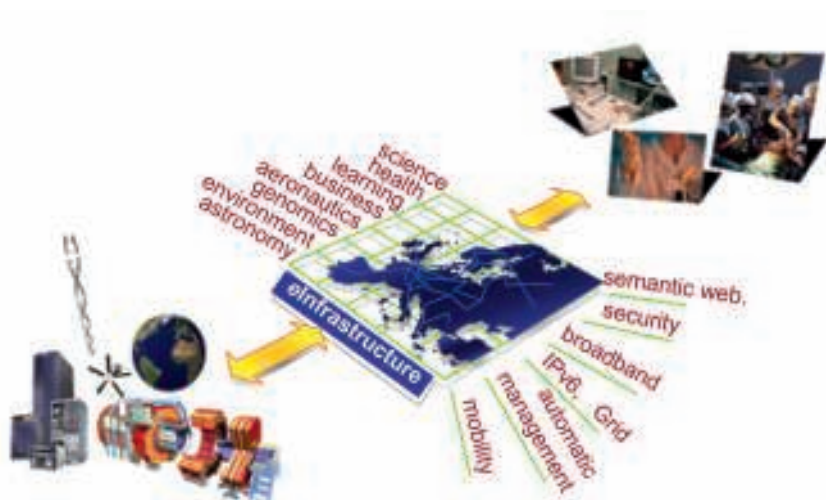 science
health
learning
business
aeronautics
genomics
environment
astronomy
eInfrastructure
semantic web,
security
broadband
IPv6, Grid
automatic
management
mobility